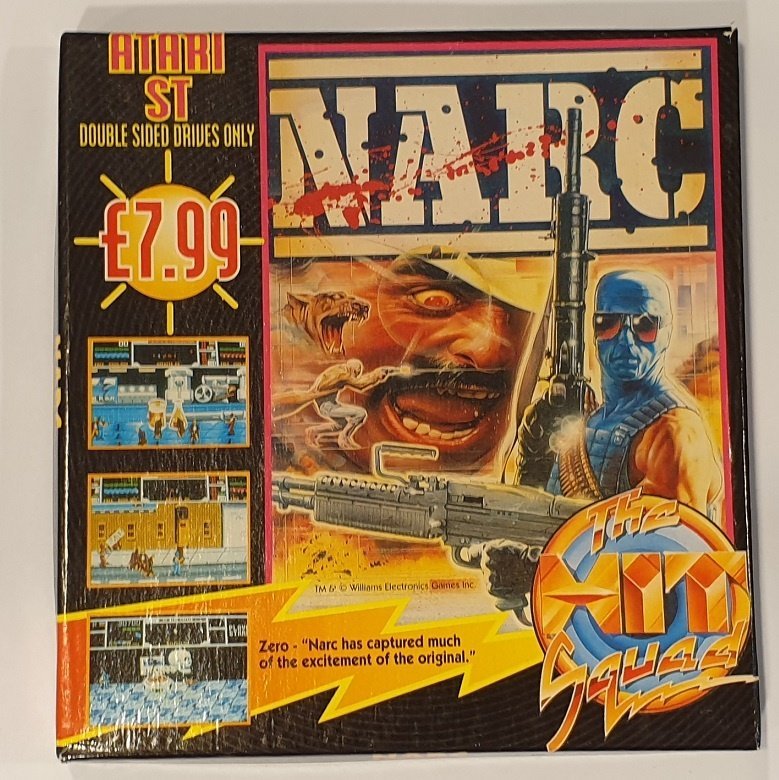 ATARI
ST
DOUBLE SIDED DRIVES ONLY
£7.99
NARC
TM & © Williams Electronics Games Inc.
Zero - "Narc has captured much
of the excitement of the original."
The
HIT
Squad